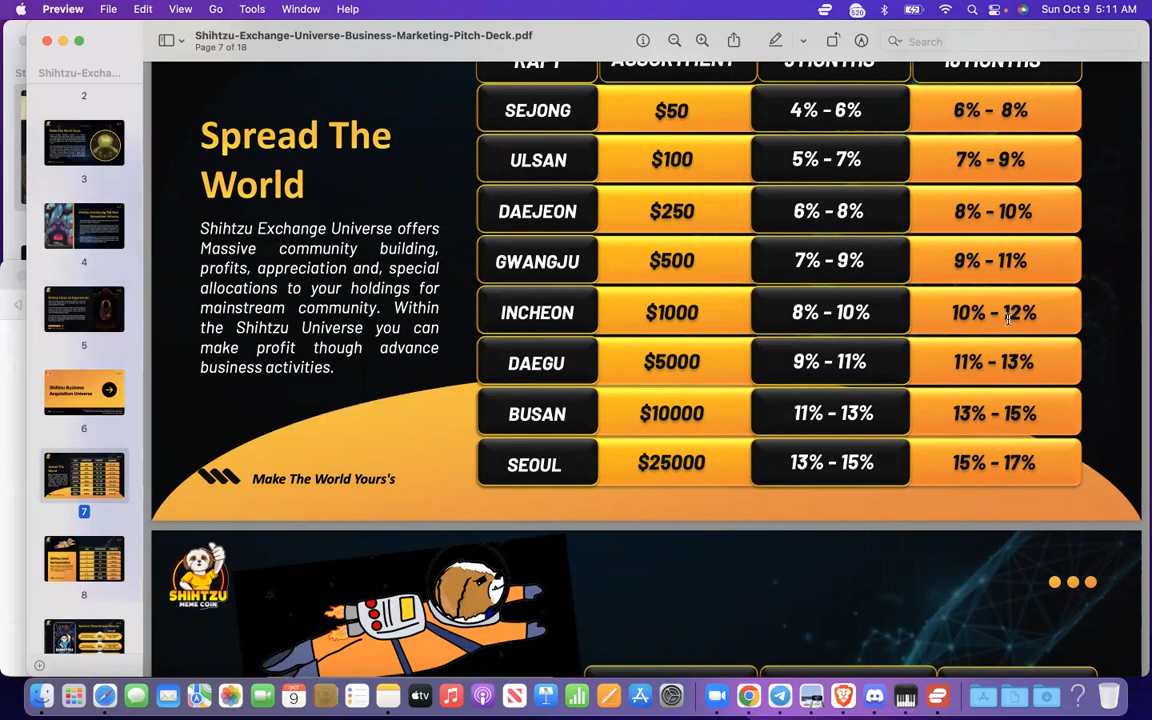 Preview File Edit View Go Tools Window Help
520
Sun Oct 9 5:11 AM
Shihtzu-Exchange-Universe-Business-Marketing-Pitch-Deck.pdf
Page 7 of 18
Search
Shihtzu-Excha...
2
3
4
5
6
7
8
Spread The
World
Shihtzu Exchange Universe offers
Massive community building,
profits, appreciation and, special
allocations to your holdings for
mainstream community. Within
the Shihtzu Universe you can
make profit though advance
business activities.
Make The World Yours's
SEJONG $50 4% - 6% 6% - 8%
ULSAN $100 5% - 7% 7% - 9%
DAEJEON $250 6% - 8% 8% - 10%
GWANGJU $500 7% - 9% 9% - 11%
INCHEON $1000 8% - 10% 10% - 12%
DAEGU $5000 9% - 11% 11% - 13%
BUSAN $10000 11% - 13% 13% - 15%
SEOUL $25000 13% - 15% 15% - 17%
SHIHTZU
MEME COIN
OCT
9
tv